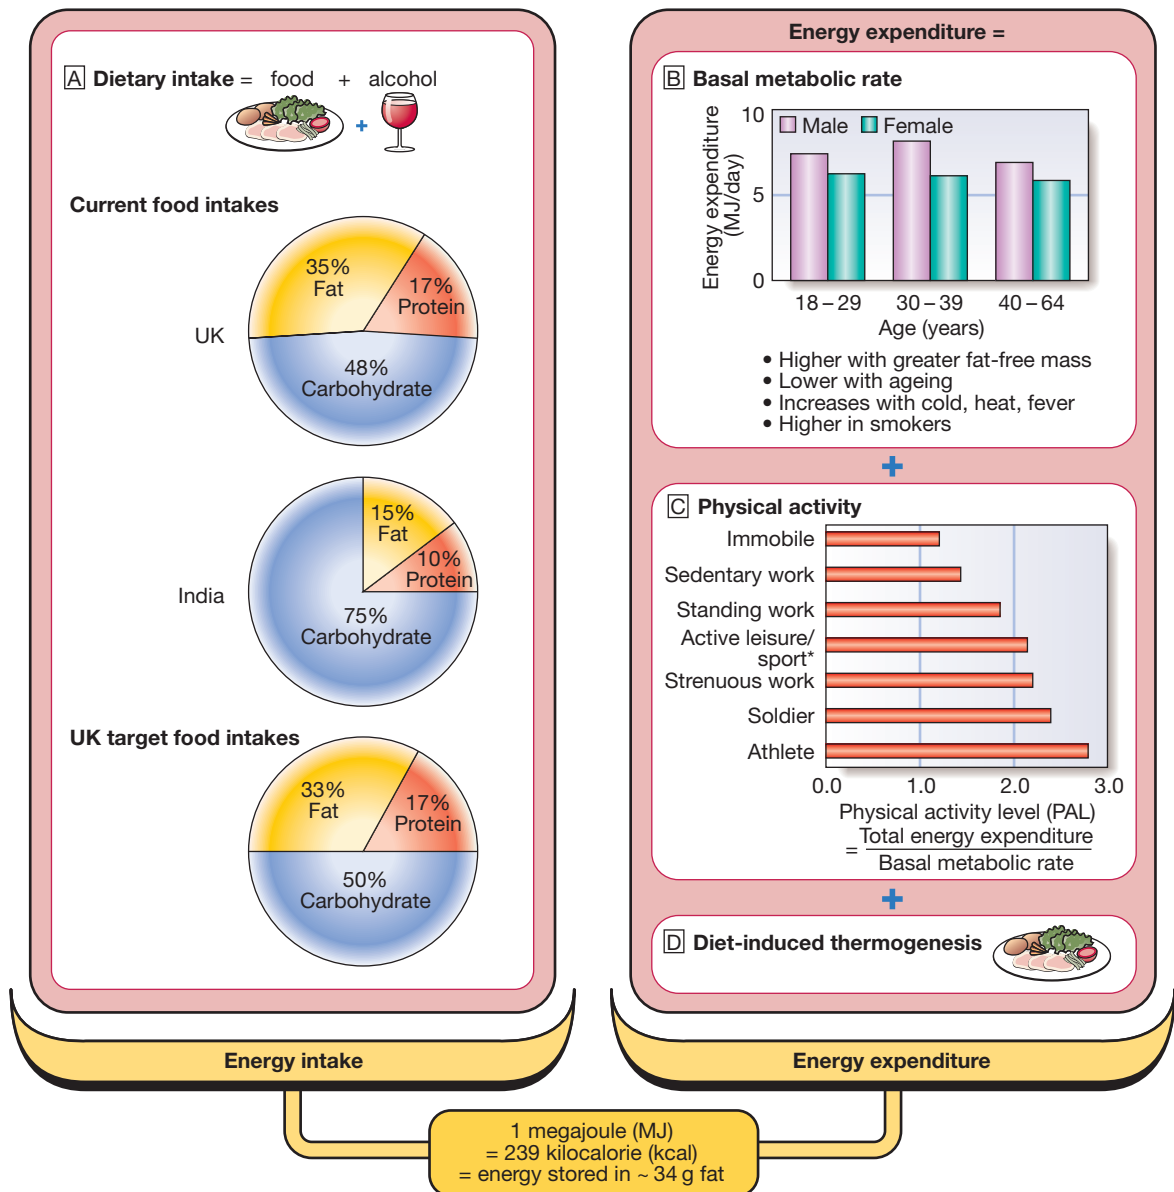 A Dietary intake = food + alcohol
+
Current food intakes
35%
Fat
17%
Protein
UK
48%
Carbohydrate
15%
Fat
10%
Protein
India
75%
Carbohydrate
UK target food intakes
33%
Fat
17%
Protein
50%
Carbohydrate
Energy intake
Energy expenditure =
B Basal metabolic rate
Energy expenditure
(MJ/day)
10
5
0
Male Female
18 – 29 30 – 39 40 – 64
Age (years)
• Higher with greater fat-free mass
• Lower with ageing
• Increases with cold, heat, fever
• Higher in smokers
+
C Physical activity
Immobile
Sedentary work
Standing work
Active leisure/
sport*
Strenuous work
Soldier
Athlete
0.0 1.0 2.0 3.0
Physical activity level (PAL)
= Total energy expenditure
Basal metabolic rate
+
D Diet-induced thermogenesis
Energy expenditure
1 megajoule (MJ)
= 239 kilocalorie (kcal)
= energy stored in ~ 34 g fat